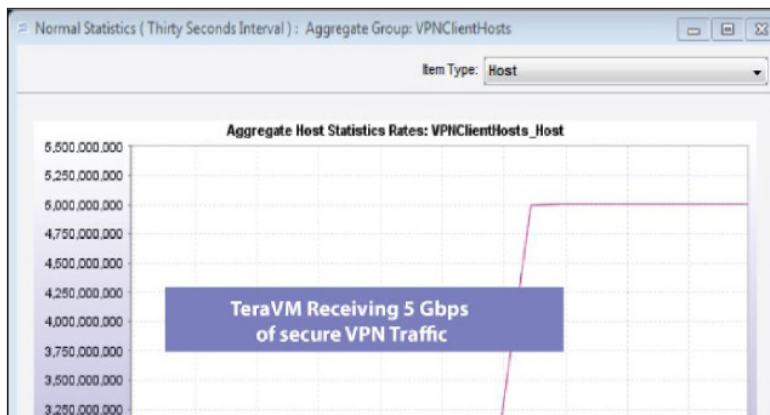 Normal Statistics ( Thirty Seconds Interval ) : Aggregate Group: VPNClientHosts
Item Type: Host
Aggregate Host Statistics Rates: VPNClientHosts_Host
5,500,000,000
5,250,000,000
5,000,000,000
4,750,000,000
4,500,000,000
4,250,000,000
TeraVM Receiving 5 Gbps
of secure VPN Traffic
4,000,000,000
3,750,000,000
3,500,000,000
3,250,000,000